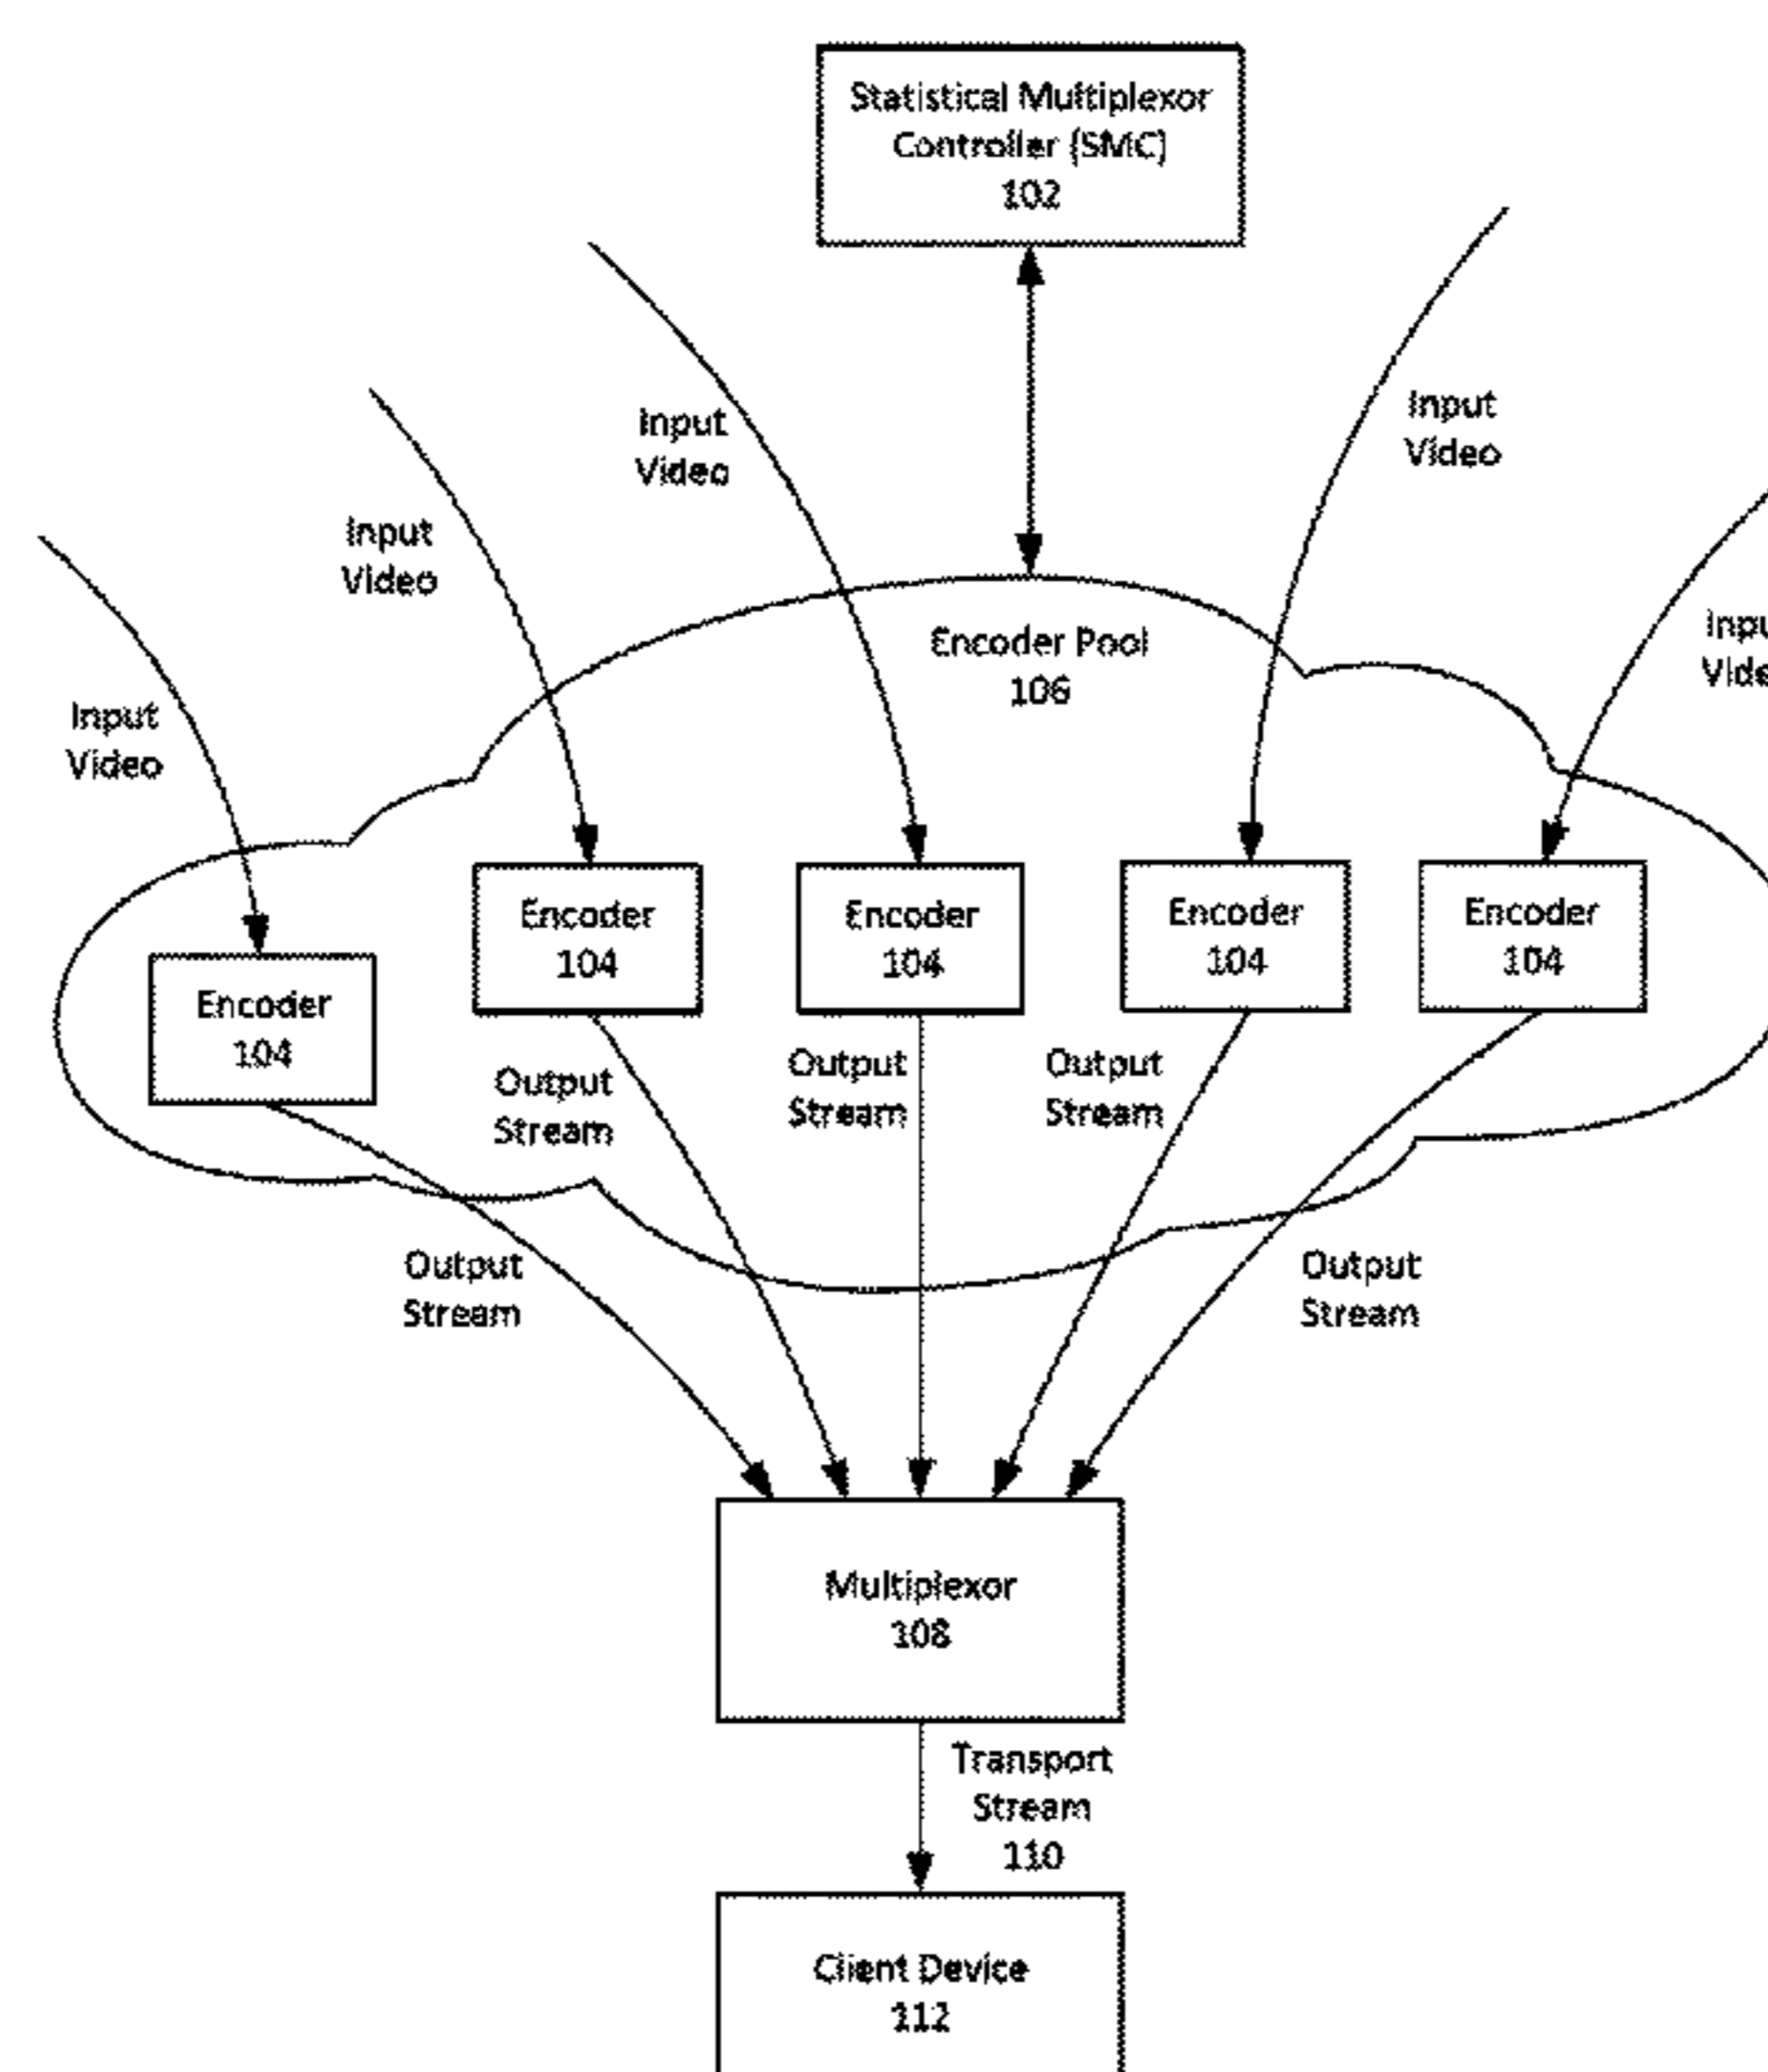 Statistical Multiplexor
Controller (SMC)
102
Input
Video
Input
Video
Input
Video
Input
Video
Encoder Pool
106
Input
Video
Encoder
104
Encoder
104
Encoder
104
Encoder
104
Encoder
104
Output
Stream
Output
Stream
Output
Stream
Output
Stream
Output
Stream
Multiplexor
108
Transport
Stream
110
Client Device
112